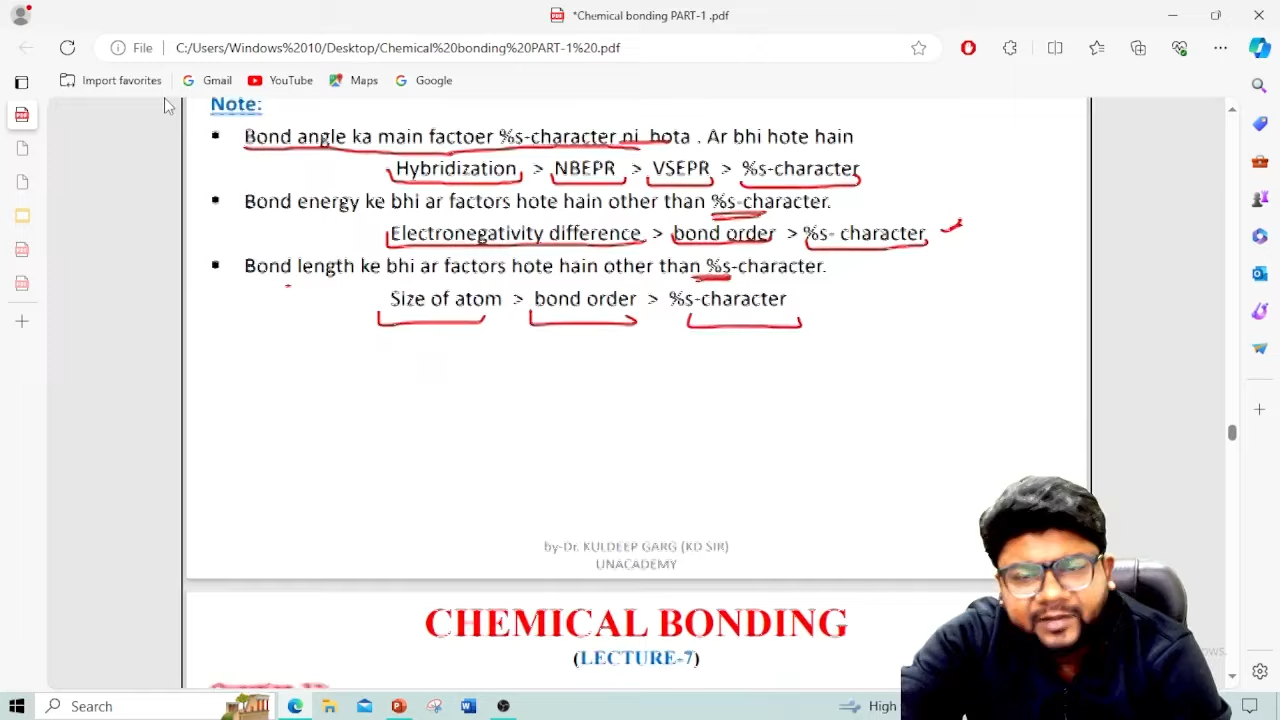 *Chemical bonding PART-1 .pdf
File C:/Users/Windows%2010/Desktop/Chemical%20bonding%20PART-1%20.pdf
Import favorites Gmail YouTube Maps Google
Note:
Bond angle ka main factoer %s-character ni hota . Ar bhi hote hain
Hybridization > NBEPR > VSEPR > %s-character
Bond energy ke bhi ar factors hote hain other than %s-character.
Electronegativity difference > bond order > %s- character
Bond length ke bhi ar factors hote hain other than %s-character.
Size of atom > bond order > %s-character
by-Dr. KULDEEP GARG (KD SIR)
UNACADEMY
CHEMICAL BONDING
(LECTURE-7)
Search
High